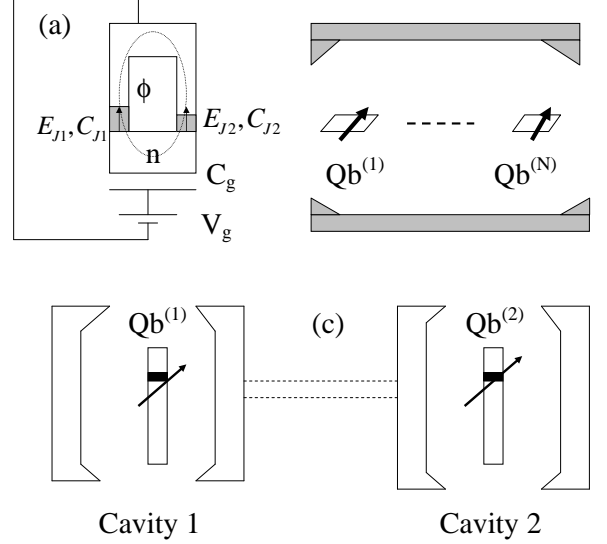 (a)
ϕ
E_{J1}, C_{J1}
E_{J2}, C_{J2}
n
C_g
V_g
Qb^{(1)}
Qb^{(N)}
Qb^{(1)}
(c)
Qb^{(2)}
Cavity 1
Cavity 2